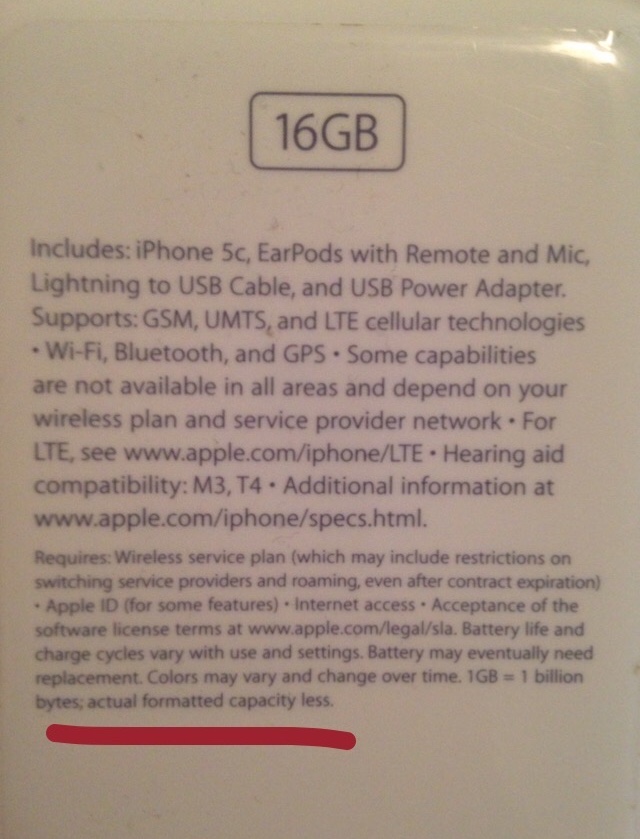 16GB
Includes: iPhone 5c, EarPods with Remote and Mic,
Lightning to USB Cable, and USB Power Adapter.
Supports: GSM, UMTS, and LTE cellular technologies
• Wi-Fi, Bluetooth, and GPS • Some capabilities
are not available in all areas and depend on your
wireless plan and service provider network • For
LTE, see www.apple.com/iphone/LTE • Hearing aid
compatibility: M3, T4 • Additional information at
www.apple.com/iphone/specs.html.
Requires: Wireless service plan (which may include restrictions on
switching service providers and roaming, even after contract expiration)
• Apple ID (for some features) • Internet access • Acceptance of the
software license terms at www.apple.com/legal/sla. Battery life and
charge cycles vary with use and settings. Battery may eventually need
replacement. Colors may vary and change over time. 1GB = 1 billion
bytes; actual formatted capacity less.